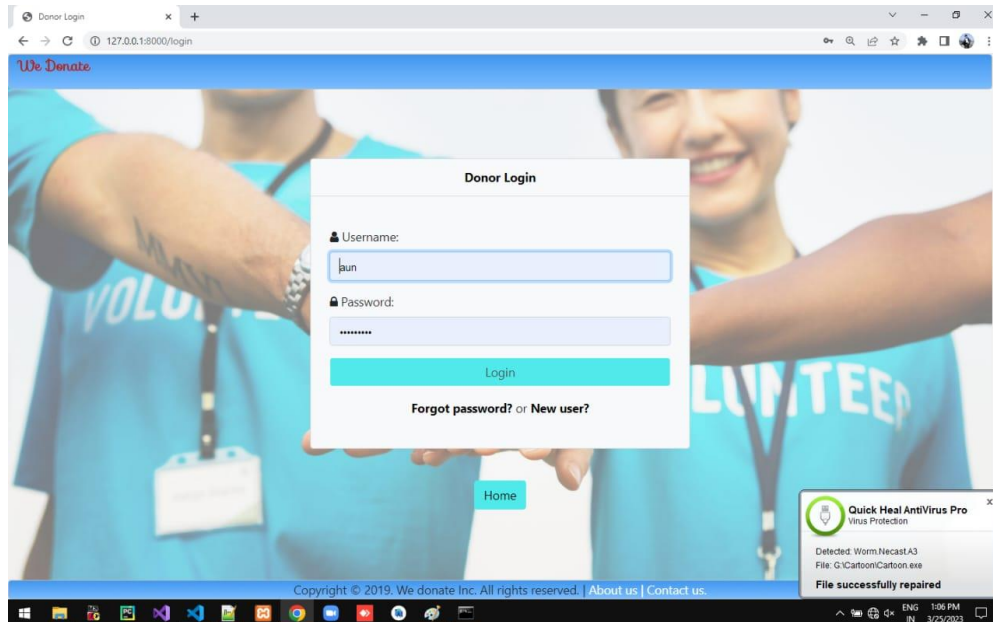 Donor Login
127.0.0.1:8000/login
We Donate
Donor Login
Username:
aun
Password:
Login
Forgot password? or New user?
Home
VOLUNTEER
Quick Heal AntiVirus Pro
Virus Protection
Detected: Worm.Necast.A3
File: G:\Cartoon\Cartoon.exe
File successfully repaired
Copyright © 2019. We donate Inc. All rights reserved. | About us | Contact us.
ENG 1:06 PM
IN 3/25/2023